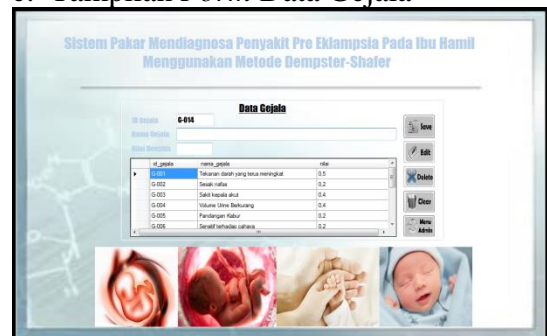 Tampilan Form Data Gejala
Sistem Pakar Mendiagnosa Penyakit Pre Eklampsia Pada Ibu Hamil
Menggunakan Metode Dempster-Shafer
Data Gejala
ID Gejala G-014
Nama Gejala
Nilai Densitas
id_gejala nama_gejala nilai
G-001 Tekanan darah yang terus meningkat 0,5
G-002 Sesak nafas 0,2
G-003 Sakit kepala akut 0,4
G-004 Volume Urine Berkurang 0,4
G-005 Pandangan Kabur 0,2
G-006 Sensitif terhadap cahaya 0,2
Save
Edit
Delete
Clear
Menu
Admin